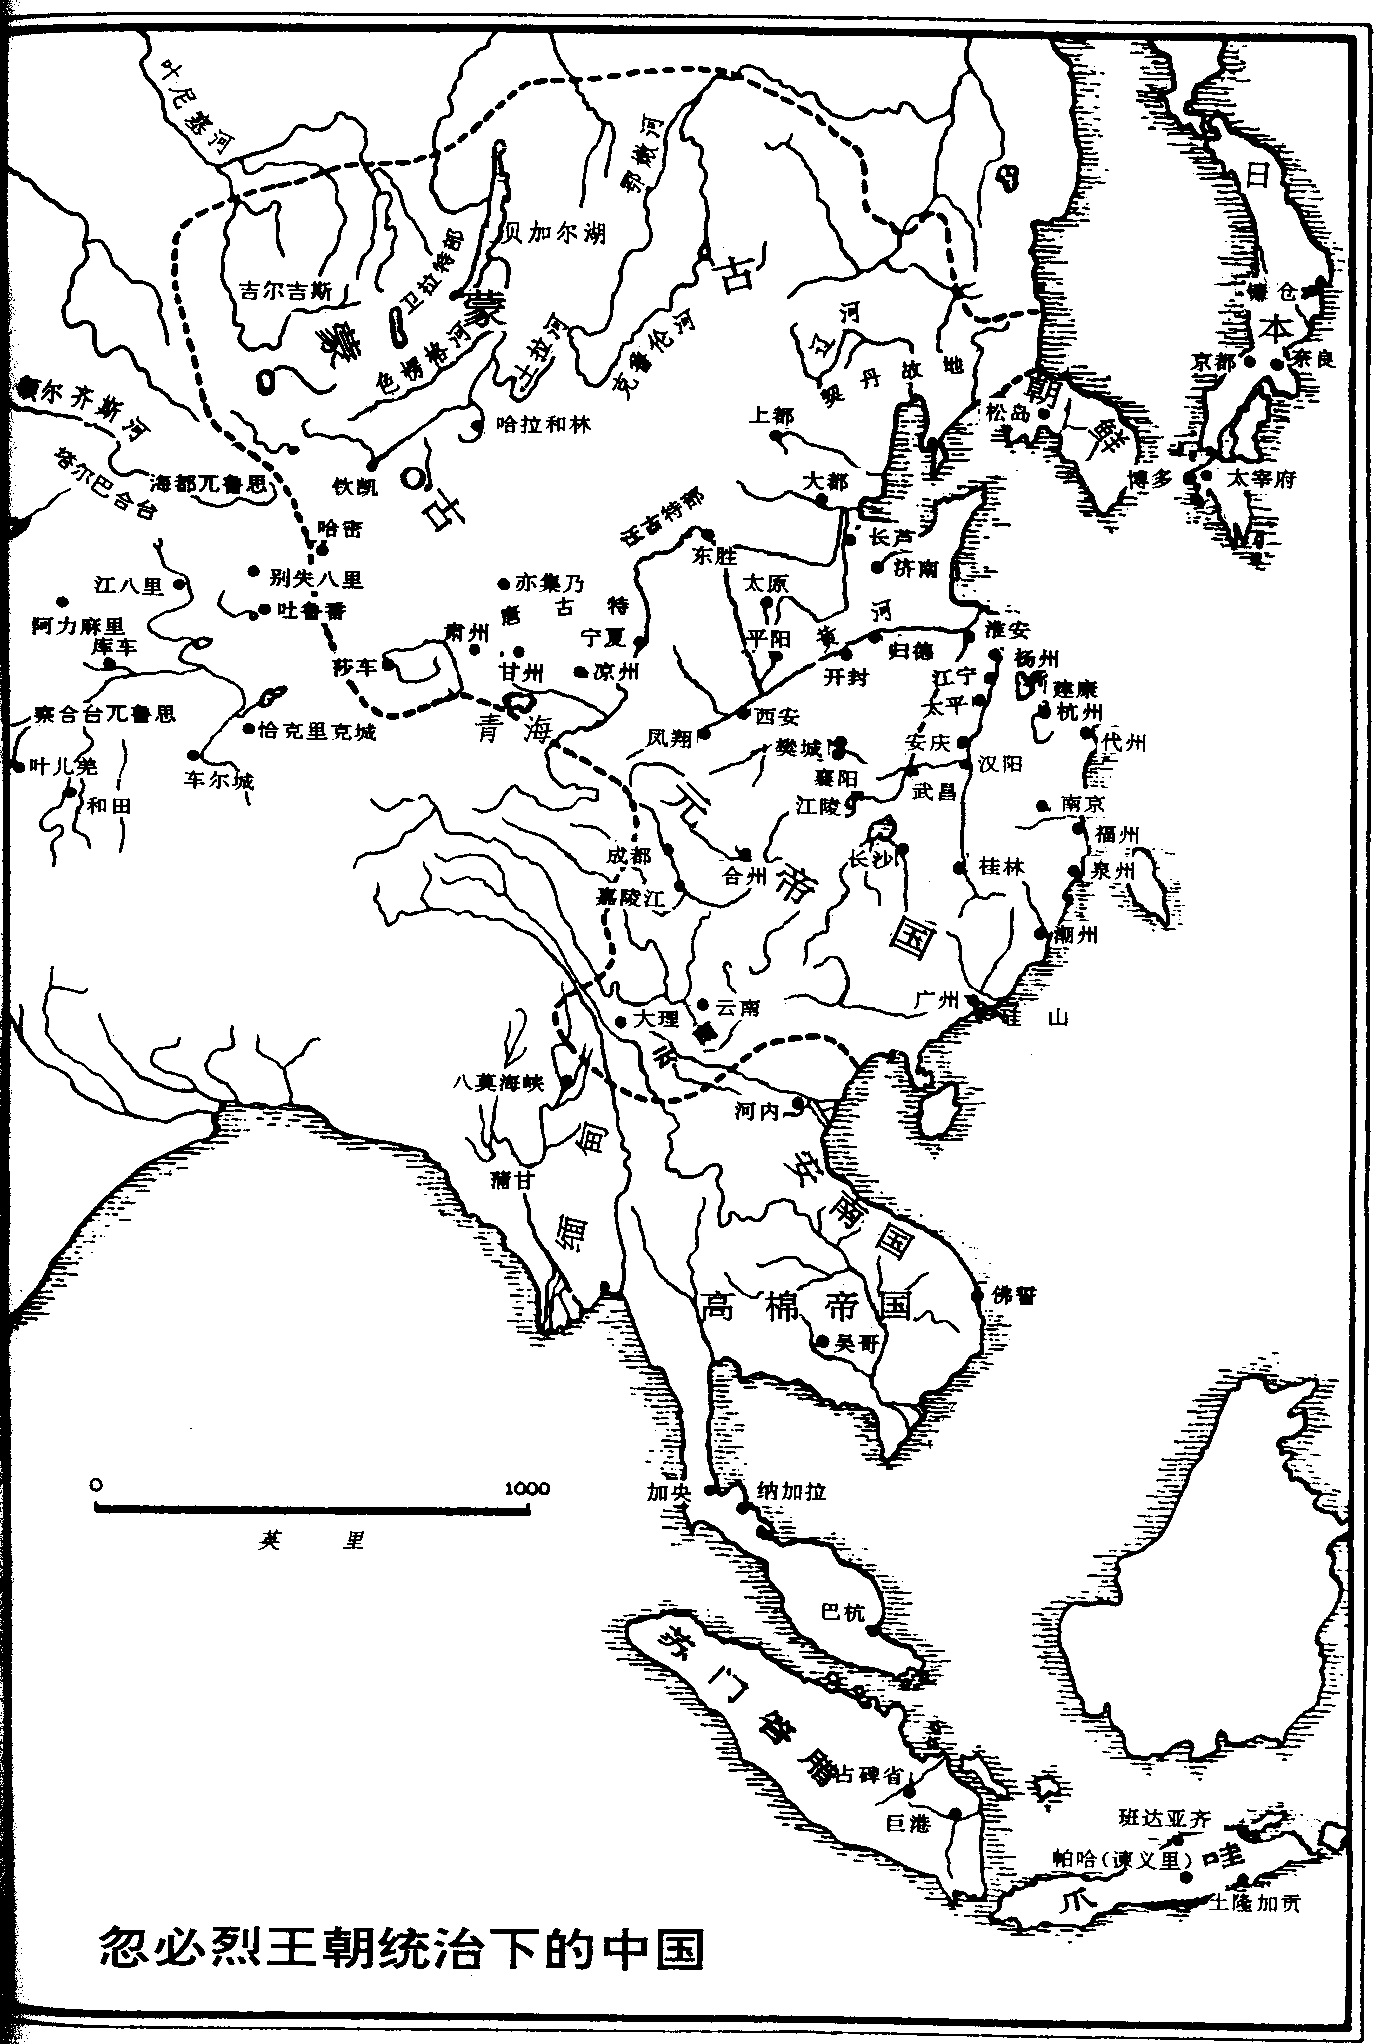 叶尼塞河
鄂嫩河
日
本
贝加尔湖
卫拉特部
吉尔吉斯
蒙
古
蒙
古
色楞格河
土拉河
克鲁伦河
辽河
契丹故地
镰仓
京都
奈良
朝
鲜
松岛
博多
太宰府
额尔齐斯河
哈拉和林
上都
塔尔巴合台
海都兀鲁思
钦凯
大都
汪古特部
哈密
东胜
长芦
济南
江八里
别失八里
亦集乃
太原
阿力麻里
吐鲁番
唐古特
河
库车
肃州
宁夏
平阳
淮安
莎车
甘州
凉州
开封
归德
扬州
江宁
建康
察合台兀鲁思
太平
杭州
恰克里克城
青海
凤翔
西安
樊城
安庆
代州
叶儿羌
车尔城
襄阳
汉阳
和田
江陵
武昌
南京
元
帝
国
福州
成都
合州
长沙
桂林
泉州
嘉陵江
潮州
广州
硅山
大理
云南
八莫海峡
河内
蒲甘
缅甸
安南国
高棉帝国
佛誓
吴哥
0
1000
英里
加央
纳加拉
巴杭
苏门答腊
占碑省
巨港
班达亚齐
帕哈(谏义里)
爪哇
土隆加贡
忽必烈王朝统治下的中国